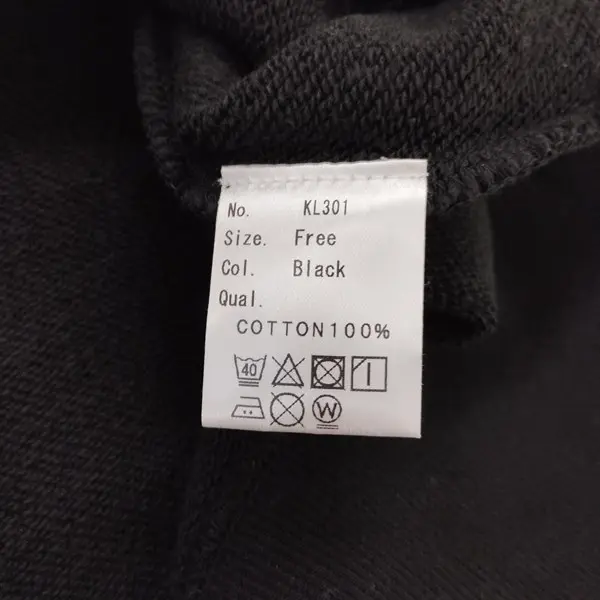 No. KL301
Size. Free
Col. Black
Qual.
COTTON100%
40
W